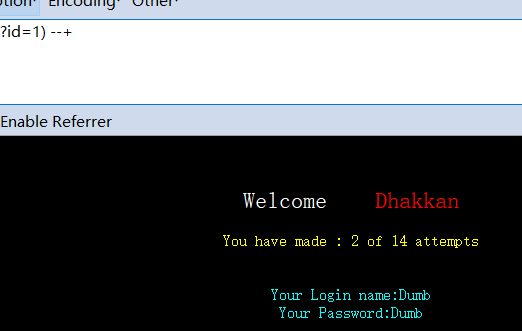 Encoding· Other·
?id=1) --+
Enable Referrer
Welcome Dhakkan
You have made : 2 of 14 attempts
Your Login name:Dumb
Your Password:Dumb